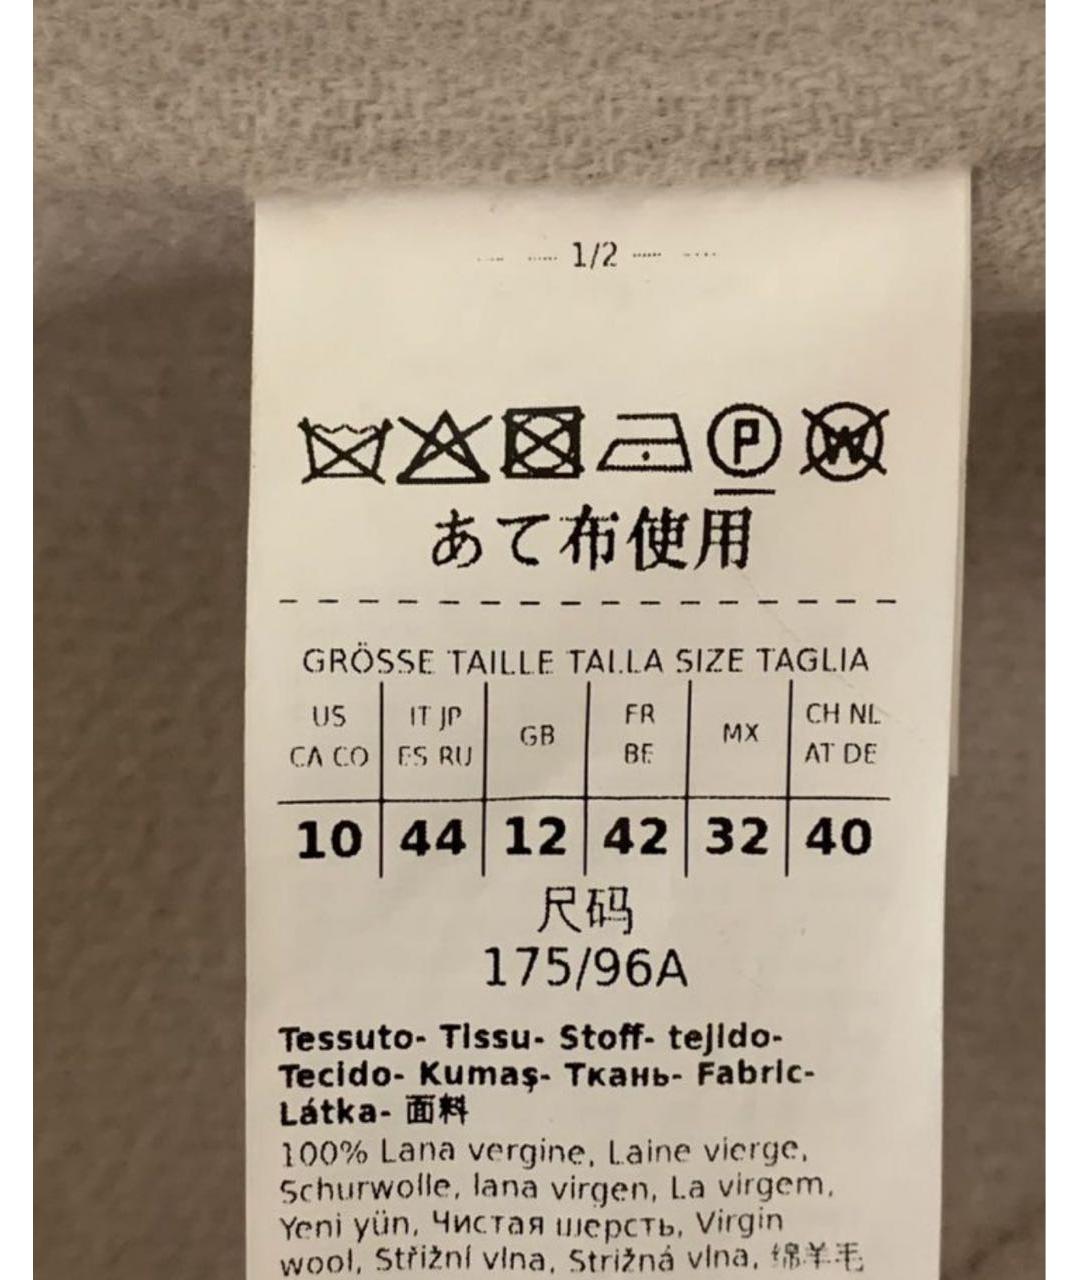 1/2
P W
あて布使用
GRÖSSE TAILLE TALLA SIZE TAGLIA
US IT JP GB FR MX CH NL
CA CO ES RU BE AT DE
10 44 12 42 32 40
尺码
175/96A
Tessuto- Tissu- Stoff- tejido-
Tecido- Kumaş- Ткань- Fabric-
Látka- 面料
100% Lana vergine, Laine vierge,
Schurwolle, lana virgen, La virgem,
Yeni yün, Чистая шерсть, Virgin
wool, Střižní vlna, Strižná vlna, 绵羊毛